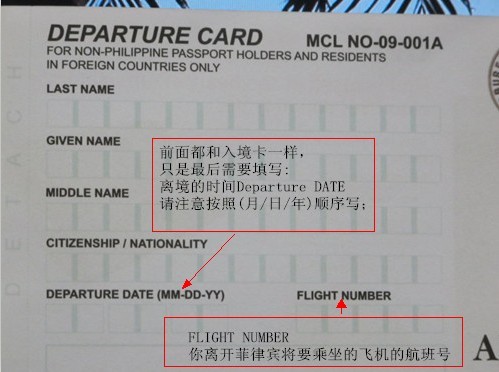 DEPARTURE CARD
MCL NO-09-001A
FOR NON-PHILIPPINE PASSPORT HOLDERS AND RESIDENTS
IN FOREIGN COUNTRIES ONLY
LAST NAME
GIVEN NAME
前面都和入境卡一样，
只是最后需要填写:
离境的时间Departure DATE
请注意按照(月/日/年)顺序写;
MIDDLE NAME
CITIZENSHIP / NATIONALITY
DEPARTURE DATE (MM-DD-YY)
FLIGHT NUMBER
FLIGHT NUMBER
你离开菲律宾将要乘坐的飞机的航班号
A
DETACH